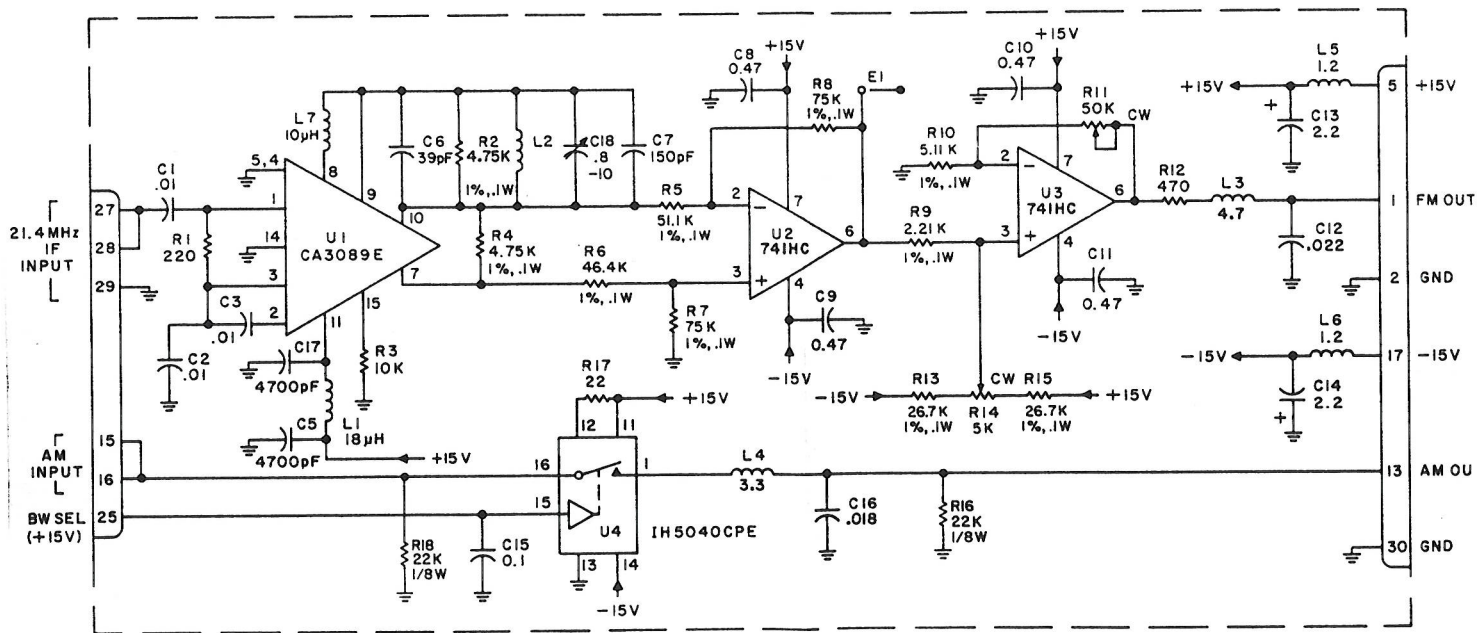 21.4MHz
IF
INPUT
27
28
29
AM
INPUT
15
16
BW SEL
(+15V)
25
C1
.01
R1
220
C2
.01
C3
.01
5,4
1
14
3
2
U1
CA3089E
8
9
10
7
15
11
L7
10μH
C17
4700pF
C5
4700pF
L1
18μH
+15V
R3
10K
C6
39pF
R2
4.75K
1%,.1W
L2
C18
.8
-10
C7
150pF
R4
4.75K
1%,.1W
R5
51.1K
1%,.1W
R6
46.4K
1%,.1W
R7
75K
1%,.1W
C8
0.47
+15V
R8
75K
1%,.1W
E1
2
3
7
4
6
U2
741HC
C9
0.47
-15V
R9
2.21K
1%,.1W
R10
5.11K
1%,.1W
C10
0.47
+15V
R11
50K
CW
2
3
7
4
6
U3
741HC
C11
0.47
-15V
R12
470
L3
4.7
C12
.022
-15V
R13
26.7K
1%,.1W
CW
R14
5K
R15
26.7K
1%,.1W
+15V
R17
22
+15V
12
11
16
15
1
13
14
U4
IH5040CPE
-15V
R18
22K
1/8W
C15
0.1
L4
3.3
C16
.018
R16
22K
1/8W
L5
1.2
+15V
+
C13
2.2
L6
1.2
-15V
C14
2.2
+
5
+15V
1
FM OUT
2
GND
17
-15V
13
AM OU
30
GND